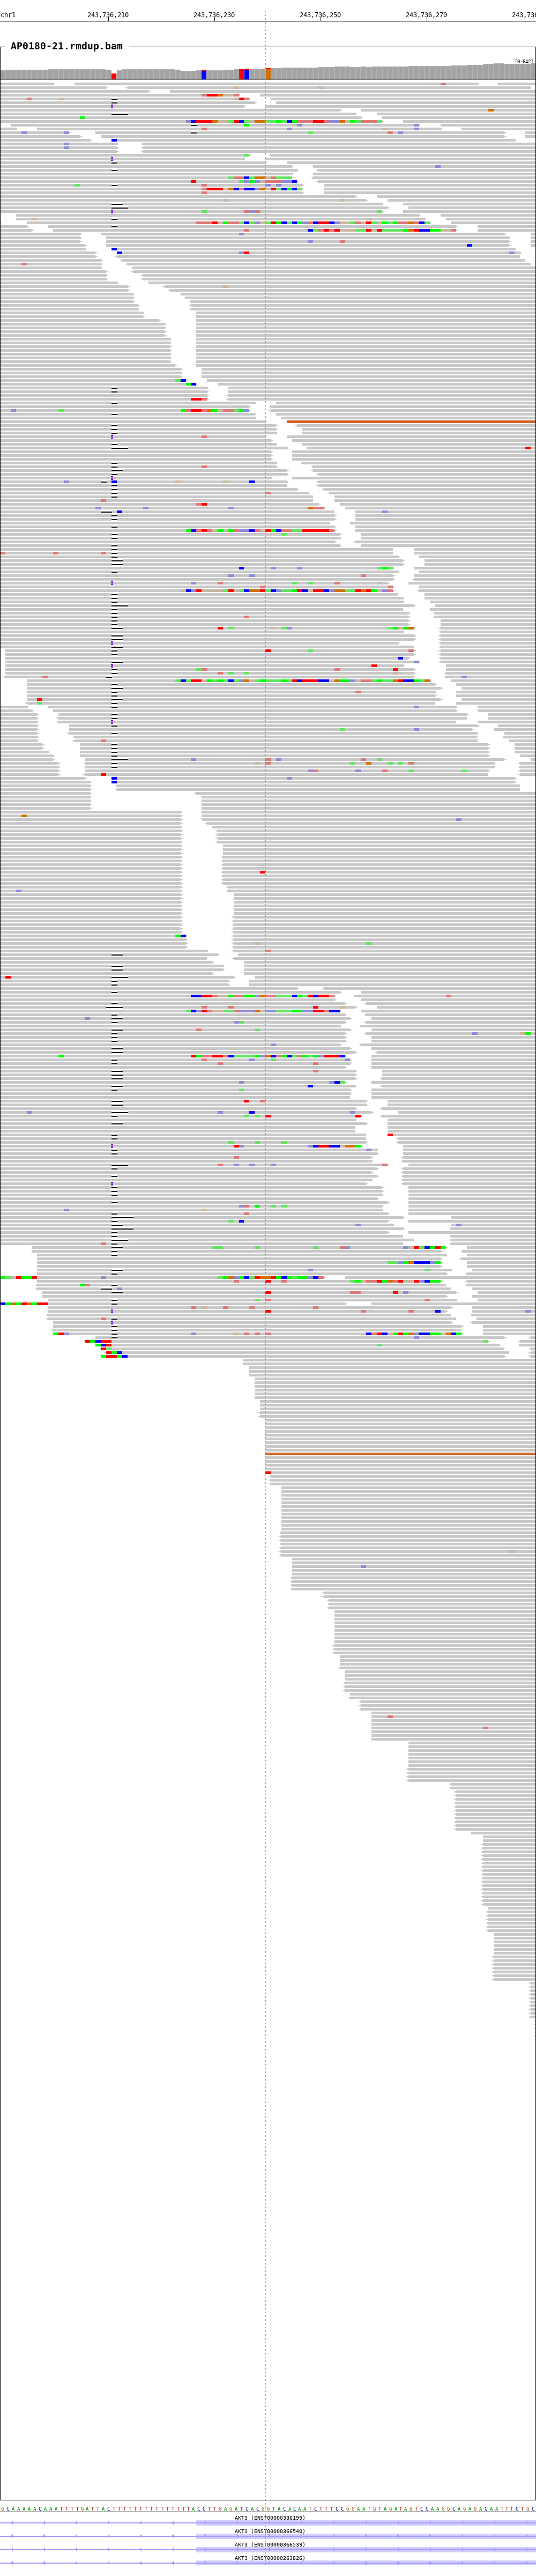 chr1 243,736,210 243,736,230 243,736,250 243,736,270 243,736
AP0180-21.rmdup.bam
[0-642]
AKT3 (ENST00000336199)
AKT3 (ENST00000366540)
AKT3 (ENST00000366539)
AKT3 (ENST00000263826)